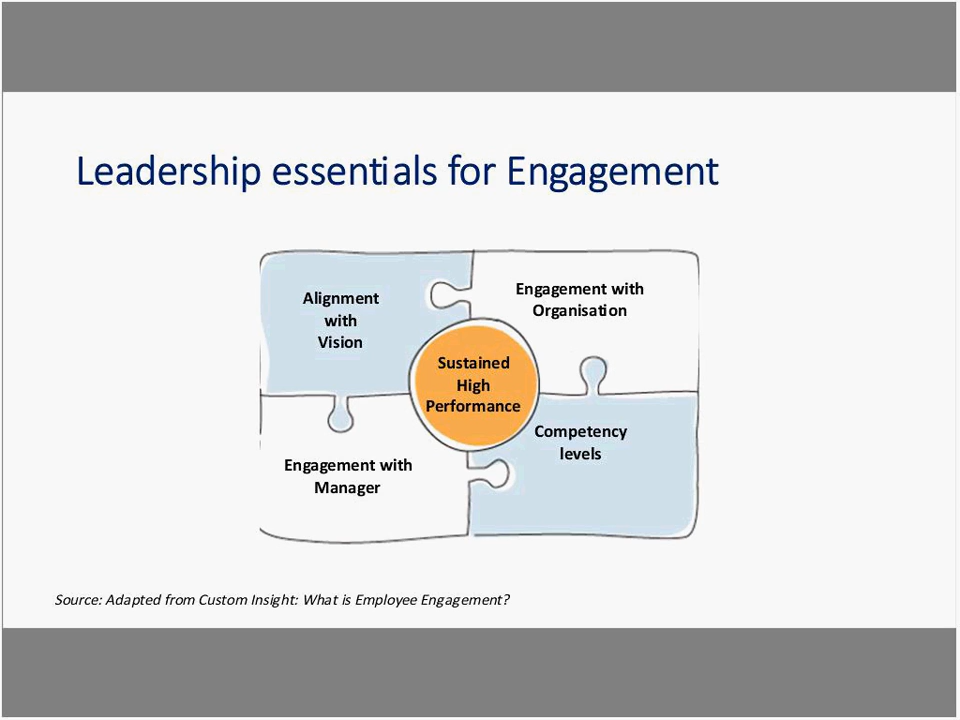 Leadership essentials for Engagement
Alignment
with
Vision
Engagement with
Organisation
Sustained
High
Performance
Engagement with
Manager
Competency
levels
Source: Adapted from Custom Insight: What is Employee Engagement?